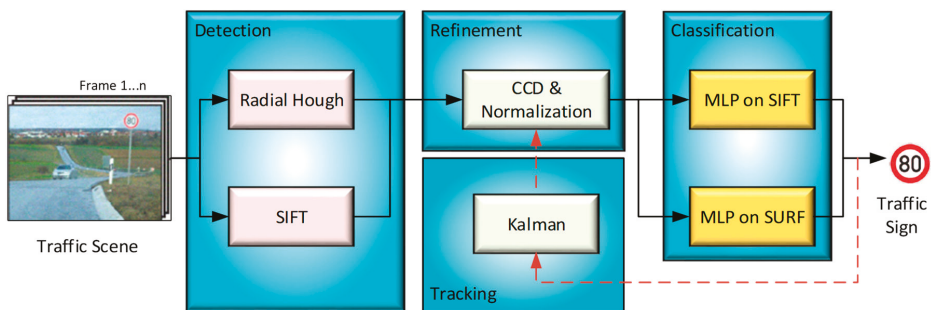 Detection
Refinement
Classification
Frame 1...n
Radial Hough
CCD &
Normalization
MLP on SIFT
80
80
SIFT
Kalman
MLP on SURF
Traffic Scene
Traffic
Sign
Tracking